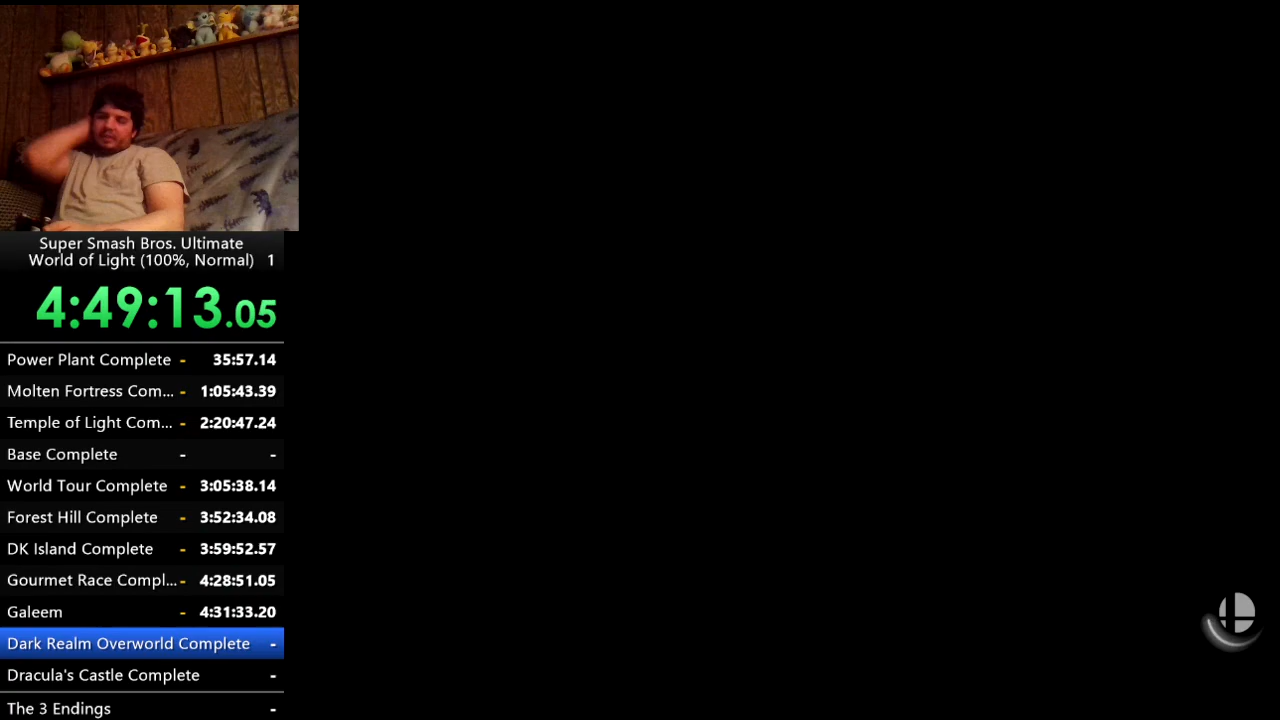 Super Smash Bros. Ultimate
World of Light (100%, Normal) 1
4:49:13.05
Power Plant Complete - 35:57.14
Molten Fortress Com... - 1:05:43.39
Temple of Light Com... - 2:20:47.24
Base Complete - -
World Tour Complete - 3:05:38.14
Forest Hill Complete - 3:52:34.08
DK Island Complete - 3:59:52.57
Gourmet Race Compl... - 4:28:51.05
Galeem - 4:31:33.20
Dark Realm Overworld Complete -
Dracula's Castle Complete -
The 3 Endings -